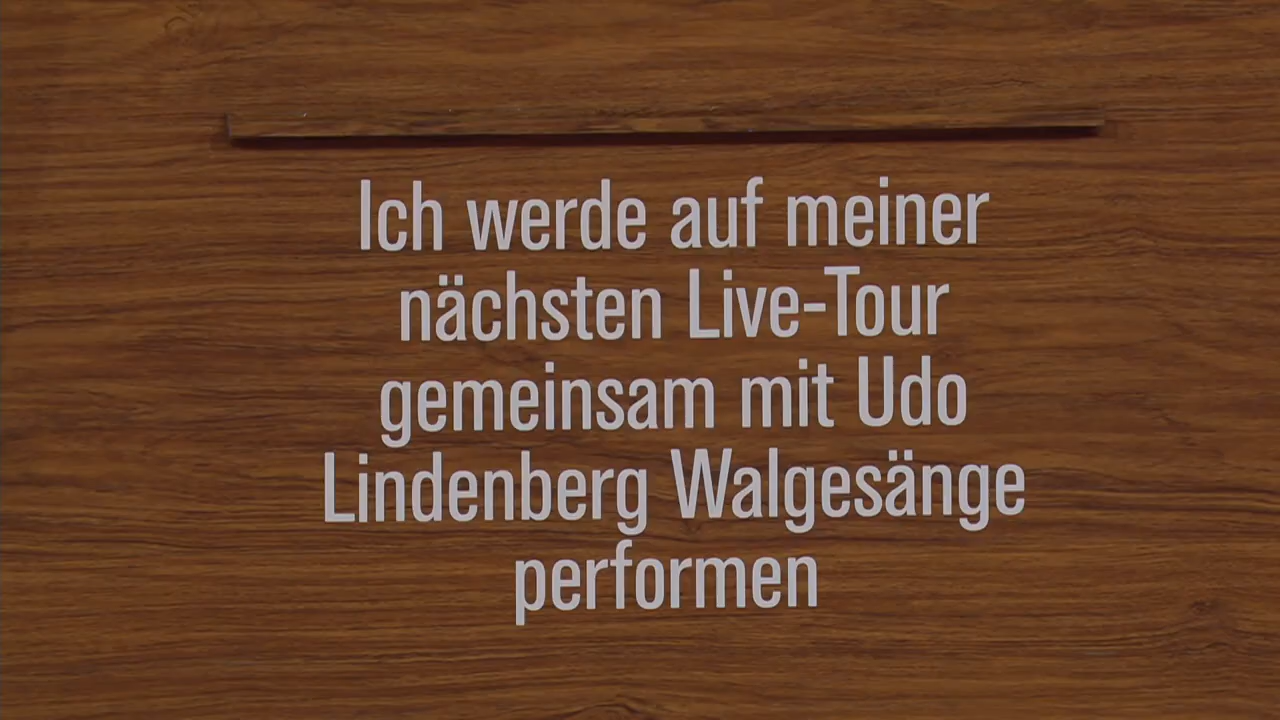 Ich werde auf meiner
nächsten Live-Tour
gemeinsam mit Udo
Lindenberg Walgesänge
performen